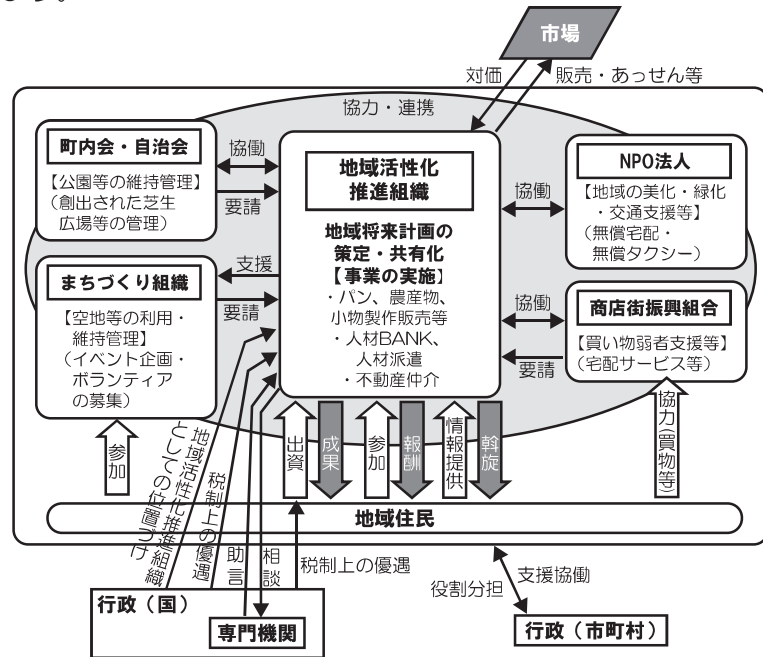 ます。
市場
対価
販売・あっせん等
協力・連携
町内会・自治会
【公園等の維持管理】
(創出された芝生
広場等の管理)
協働
要請
まちづくり組織
【空地等の利用・
維持管理】
(イベント企画・
ボランティア
の募集)
支援
要請
地域活性化
推進組織
地域将来計画の
策定・共有化
【事業の実施】
・パン、農産物、
小物製作販売等
・人材BANK、
人材派遣
・不動産仲介
協働
NPO法人
【地域の美化・緑化
・交通支援等】
(無償宅配・
無償タクシー)
協働
要請
商店街振興組合
【買い物弱者支援等】
(宅配サービス等)
参加
地域活性化推進組織
としての位置づけ
税制上の優遇
助言
相談
出資
成果
参加
報酬
情報提供
斡旋
協力(買物等)
地域住民
税制上の優遇
行政(国)
専門機関
役割分担
支援協働
行政(市町村)